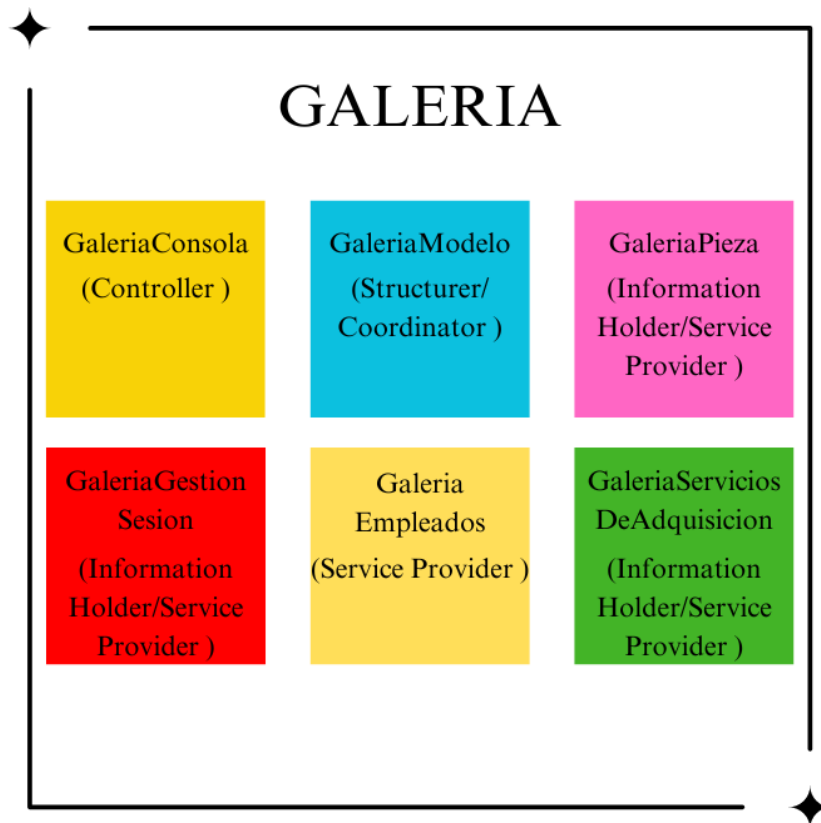 GALERIA
GaleriaConsola
(Controller )
GaleriaModelo
(Structurer/
Coordinator )
GaleriaPieza
(Information
Holder/Service
Provider )
GaleriaGestion
Sesion
(Information
Holder/Service
Provider )
Galeria
Empleados
(Service Provider )
GaleriaServicios
DeAdquisicion
(Information
Holder/Service
Provider )